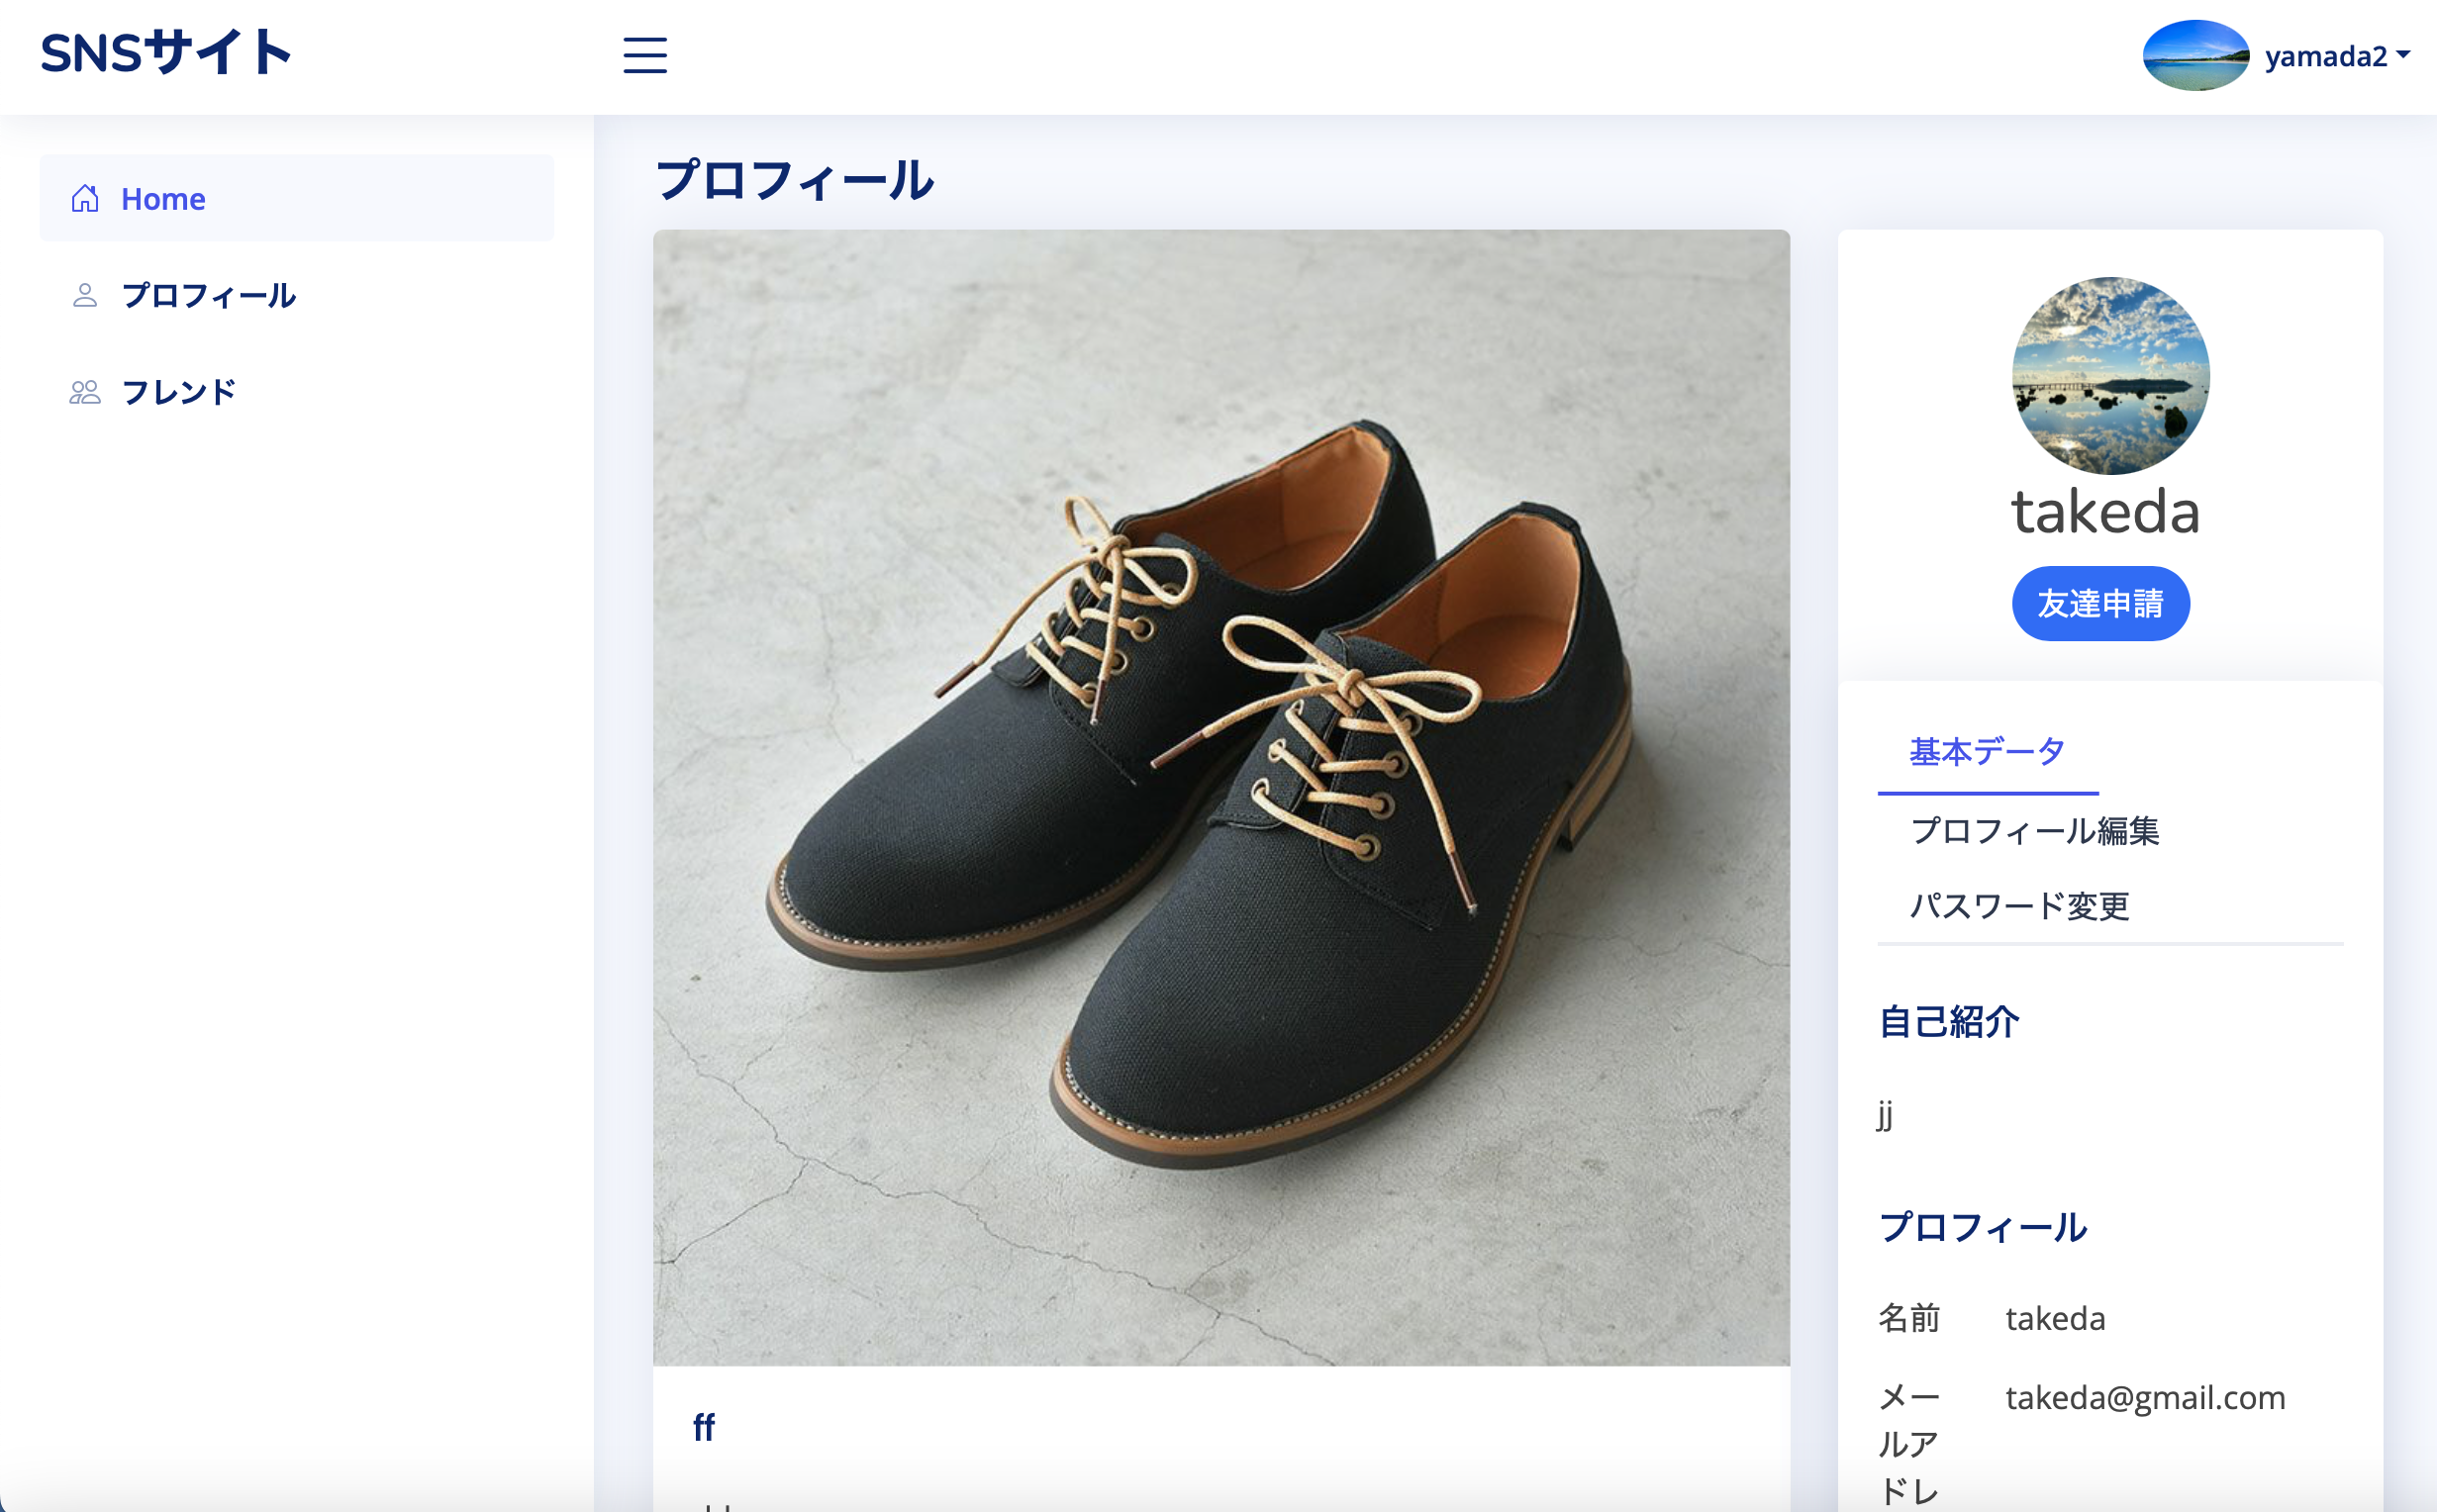 SNSサイト
yamada2
Home
プロフィール
フレンド
プロフィール
ff
takeda
友達申請
基本データ
プロフィール編集
パスワード変更
自己紹介
jj
プロフィール
名前 takeda
メー takeda@gmail.com
ルア
ドレ